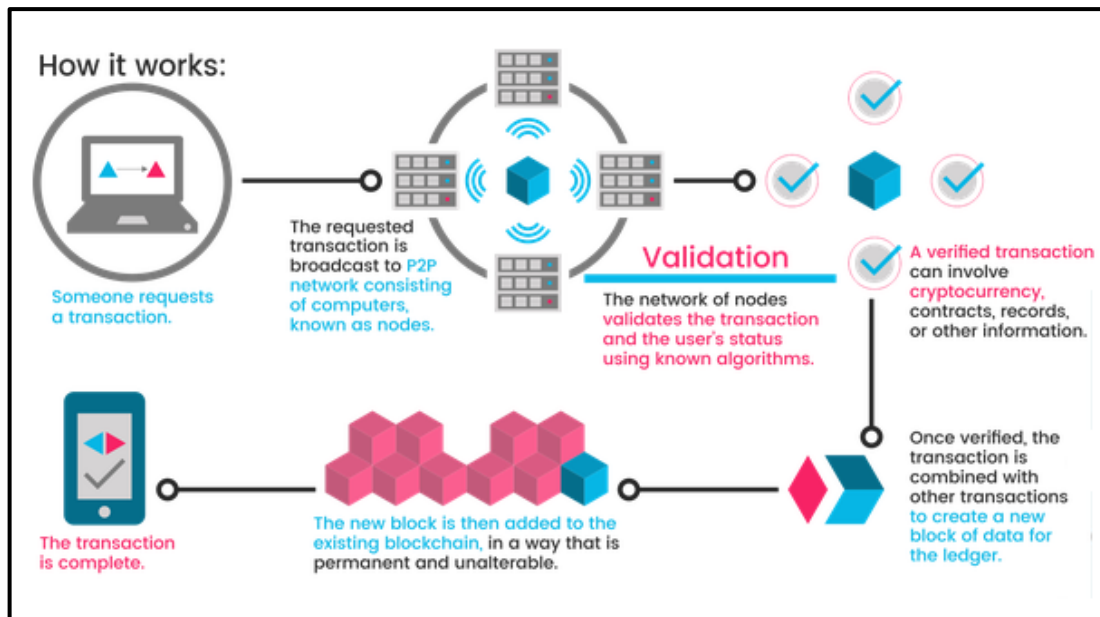 How it works:
Someone requests
a transaction.
The requested
transaction is
broadcast to P2P
network consisting
of computers,
known as nodes.
Validation
The network of nodes
validates the transaction
and the user's status
using known algorithms.
A verified transaction
can involve
cryptocurrency,
contracts, records,
or other information.
Once verified, the
transaction is
combined with
other transactions
to create a new
block of data for
the ledger.
The new block is then added to the
existing blockchain, in a way that is
permanent and unalterable.
The transaction
is complete.